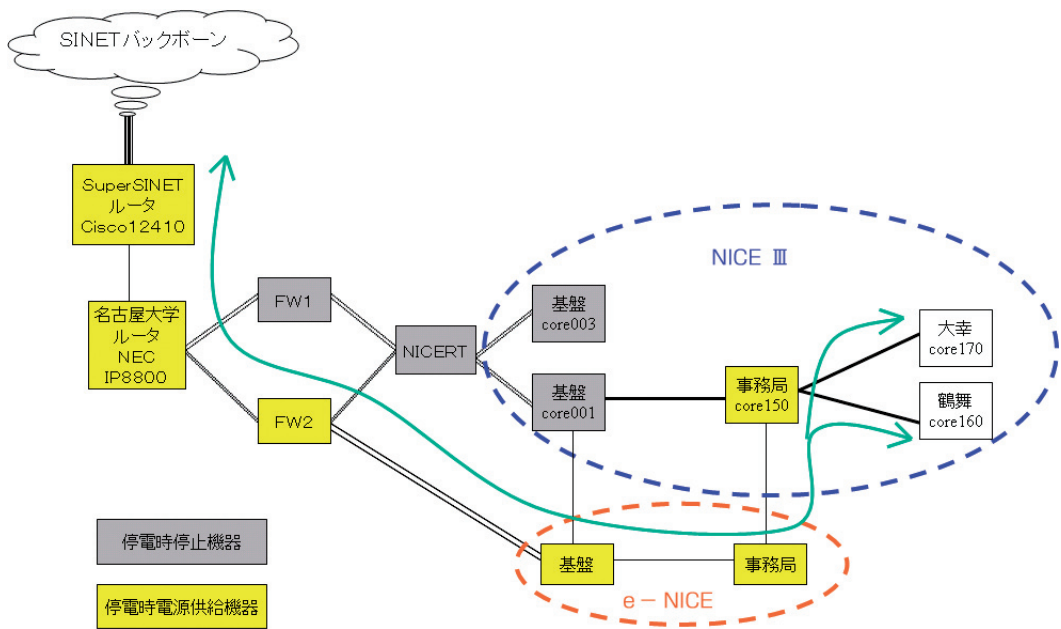 SINETバックボーン
SuperSINET
ルータ
Cisco12410
名古屋大学
ルータ
NEC
IP8800
FW1
FW2
NICERT
NICE Ⅲ
基盤
core003
基盤
core001
事務局
core150
大幸
core170
鶴舞
core160
基盤
事務局
e－NICE
停電時停止機器
停電時電源供給機器